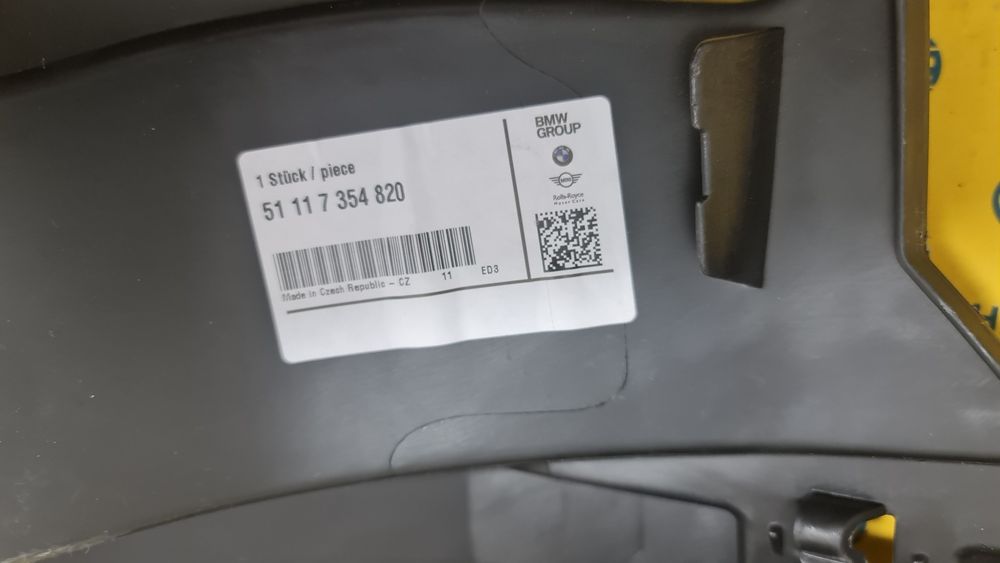 1 Stück / piece
51 11 7 354 820
Made in Czech Republic - CZ 11 ED3
BMW
GROUP
MINI
Rolls-Royce
Motor Cars